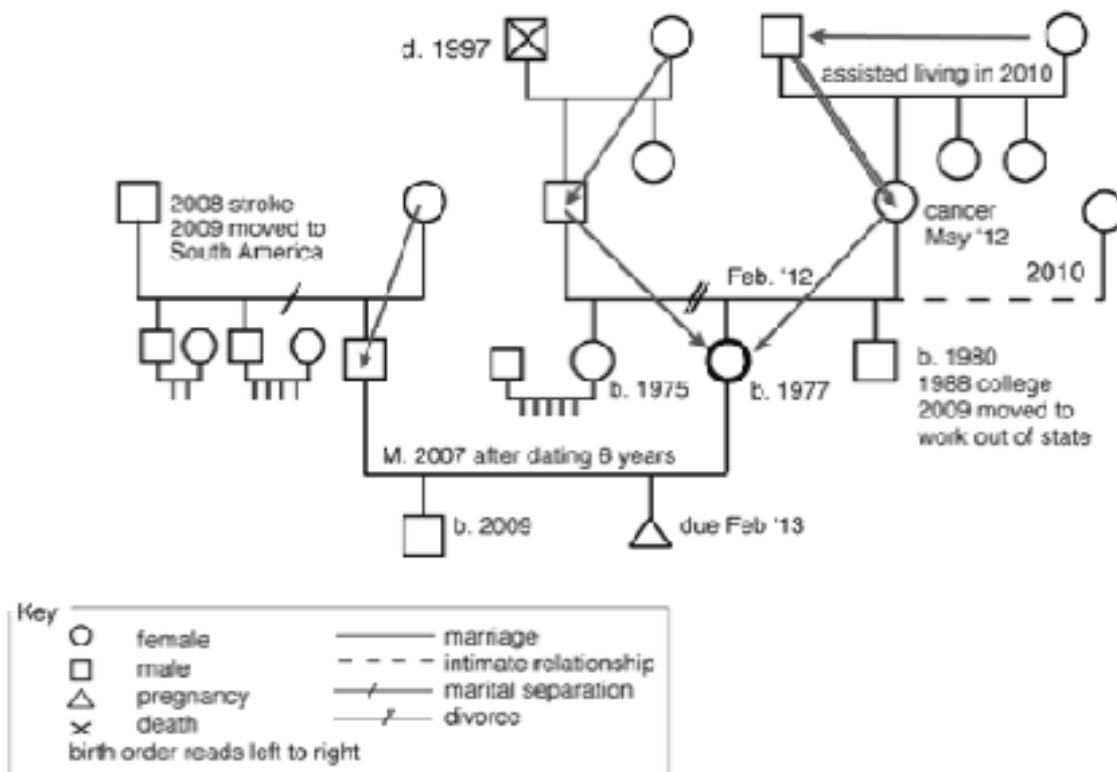 d. 1997
assisted living in 2010
2008 stroke
2009 moved to
South America
cancer
May '12
Feb. '12
2010
b. 1975
b. 1977
b. 1980
1988 college
2009 moved to
work out of state
M. 2007 after dating 6 years
b. 2009
due Feb '13
Key
female
male
pregnancy
death
birth order reads left to right
marriage
intimate relationship
marital separation
divorce